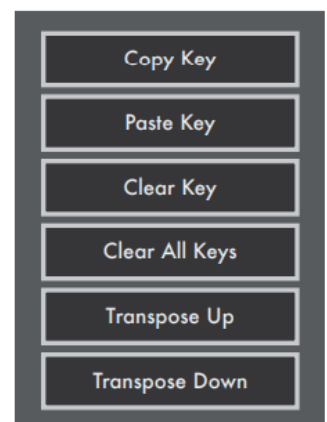 Copy Key
Paste Key
Clear Key
Clear All Keys
Transpose Up
Transpose Down